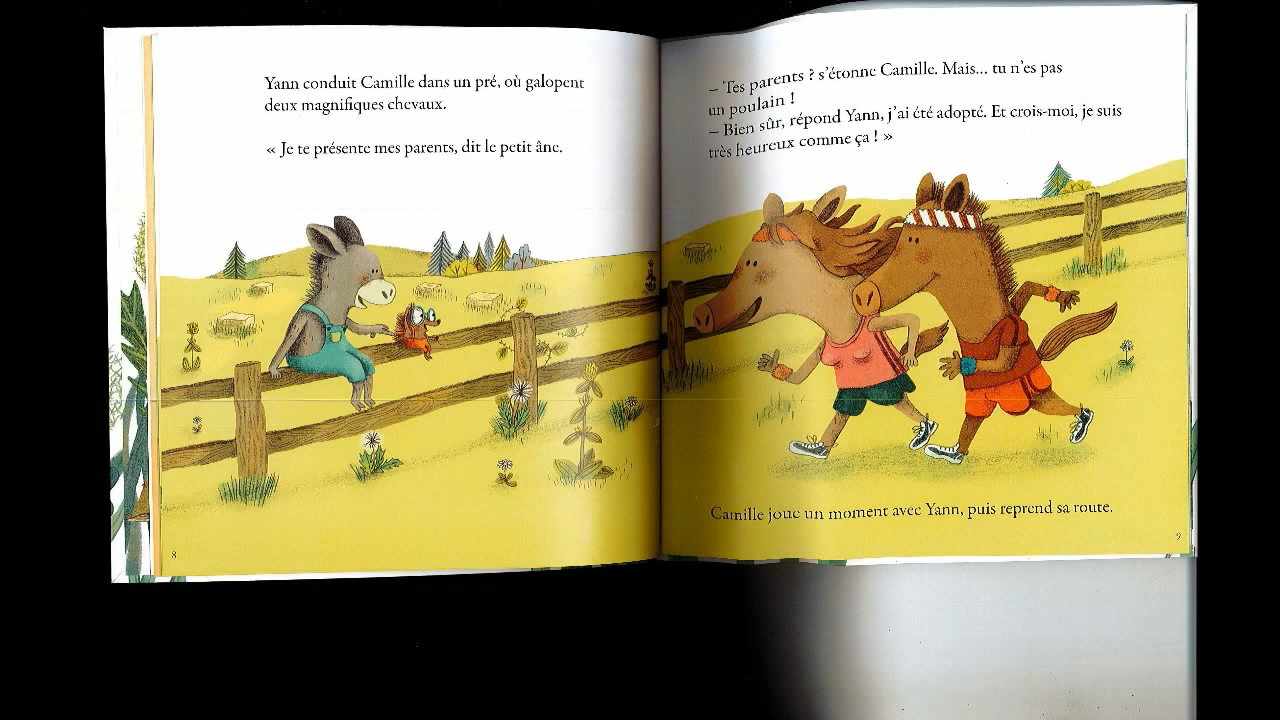 Yann conduit Camille dans un pré, où galopent
deux magnifiques chevaux.
« Je te présente mes parents, dit le petit âne.
8
– Tes parents ? s'étonne Camille. Mais... tu n'es pas
un poulain !
– Bien sûr, répond Yann, j'ai été adopté. Et crois-moi, je suis
très heureux comme ça ! »
Camille joue un moment avec Yann, puis reprend sa route.
9